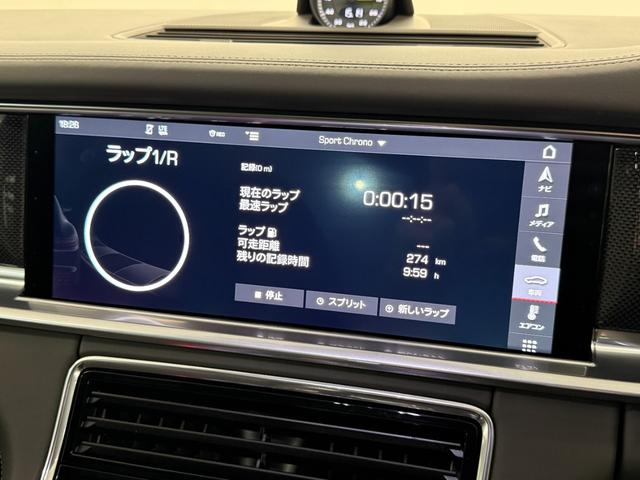 18:26 LTE REC
Sport Chrono
ラップ1/R
記録(0 m)
現在のラップ 0:00:15
最速ラップ --:--:--
ラップ ---
可走距離 274 km
残りの記録時間 9:59 h
停止 スプリット 新しいラップ
ナビ
メディア
電話
車両
エアコン